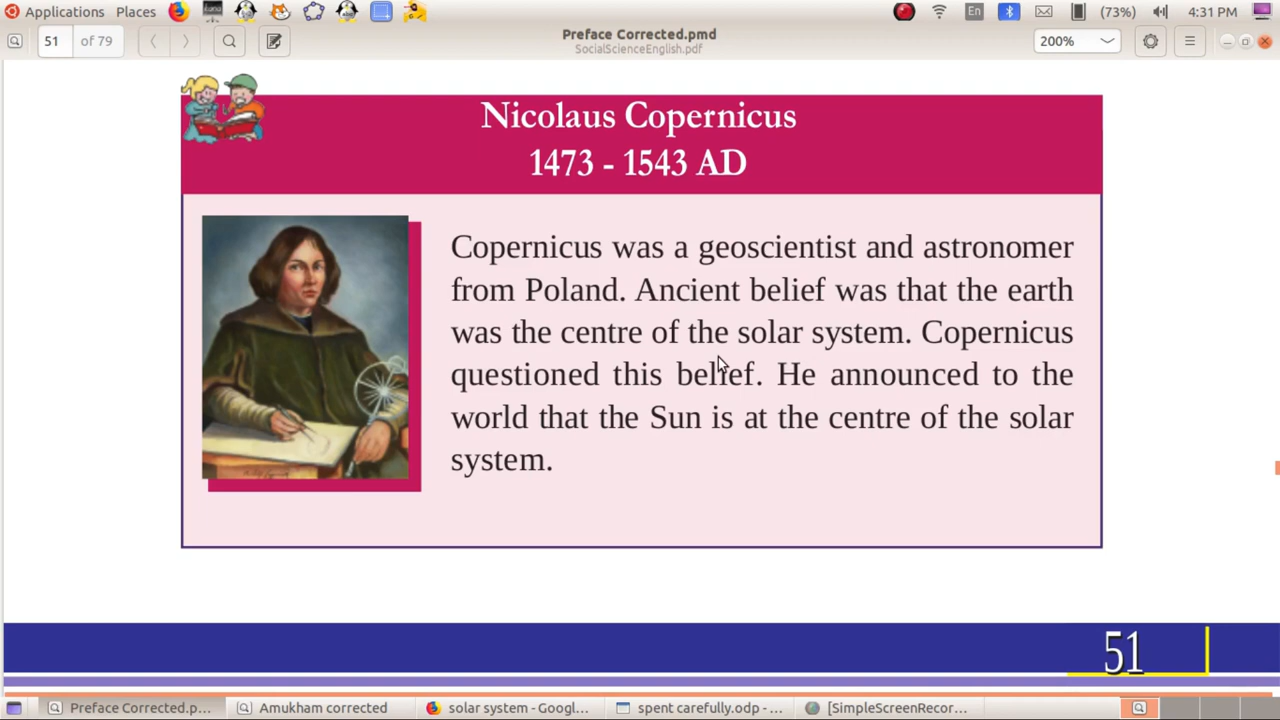 Applications Places En (73%) 4:31 PM
51 of 79 Preface Corrected.pmd 200%
SocialScienceEnglish.pdf
Nicolaus Copernicus
1473 - 1543 AD
Copernicus was a geoscientist and astronomer
from Poland. Ancient belief was that the earth
was the centre of the solar system. Copernicus
questioned this belief. He announced to the
world that the Sun is at the centre of the solar
system.
51
Preface Corrected.p... Amukham corrected solar system - Googl... spent carefully.odp - ... [SimpleScreenRecor...